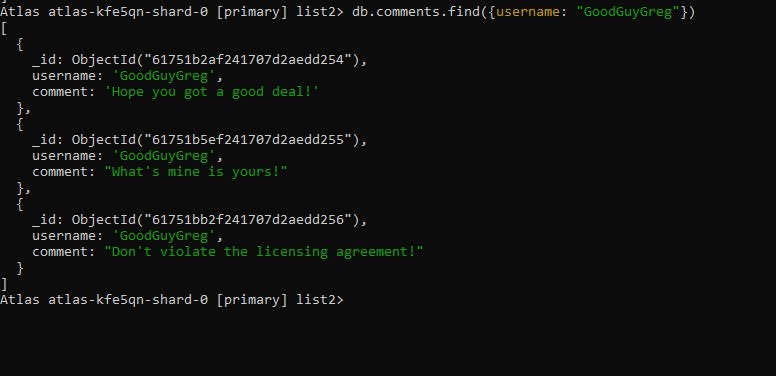 Atlas atlas-kfe5qn-shard-0 [primary] list2> db.comments.find({username: "GoodGuyGreg"})
[
  {
    _id: ObjectId("61751b2af241707d2aedd254"),
    username: 'GoodGuyGreg',
    comment: 'Hope you got a good deal!'
  },
  {
    _id: ObjectId("61751b5ef241707d2aedd255"),
    username: 'GoodGuyGreg',
    comment: "What's mine is yours!"
  },
  {
    _id: ObjectId("61751bb2f241707d2aedd256"),
    username: 'GoodGuyGreg',
    comment: "Don't violate the licensing agreement!"
  }
]
Atlas atlas-kfe5qn-shard-0 [primary] list2>